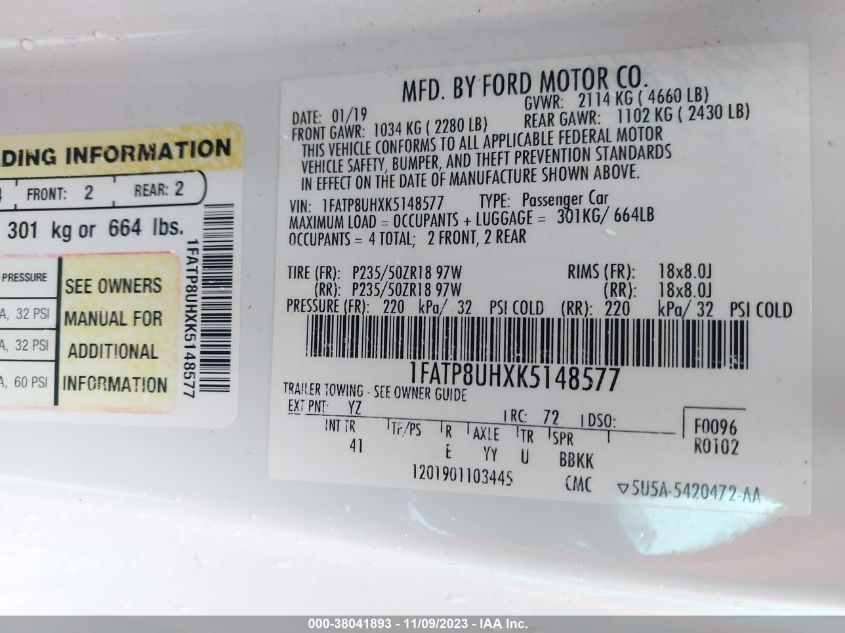 DING INFORMATION
FRONT: 2 REAR: 2
301 kg or 664 lbs.
PRESSURE
A, 32 PSI
A, 32 PSI
A, 60 PSI
SEE OWNERS
MANUAL FOR
ADDITIONAL
INFORMATION
1FATP8UHXK5148577
MFD. BY FORD MOTOR CO.
DATE: 01/19 GVWR: 2114 KG ( 4660 LB)
FRONT GAWR: 1034 KG ( 2280 LB) REAR GAWR: 1102 KG ( 2430 LB)
THIS VEHICLE CONFORMS TO ALL APPLICABLE FEDERAL MOTOR
VEHICLE SAFETY, BUMPER, AND THEFT PREVENTION STANDARDS
IN EFFECT ON THE DATE OF MANUFACTURE SHOWN ABOVE.
VIN: 1FATP8UHXK5148577 TYPE: Passenger Car
MAXIMUM LOAD = OCCUPANTS + LUGGAGE = 301KG/ 664LB
OCCUPANTS = 4 TOTAL; 2 FRONT, 2 REAR
TIRE (FR): P235/50ZR18 97W RIMS (FR): 18x8.0J
(RR): P235/50ZR18 97W (RR): 18x8.0J
PRESSURE (FR): 220 kPa/ 32 PSI COLD (RR): 220 kPa/ 32 PSI COLD
1FATP8UHXK5148577
TRAILER TOWING - SEE OWNER GUIDE
EXT PNT: YZ RC: 72 DSO: F0096
INT TR TP/PS R AXLE TR SPR R0102
41 E YY U BBKK
1201901103445 CMC ▽5U5A-5420472-AA
000-38041893 - 11/09/2023 - IAA Inc.